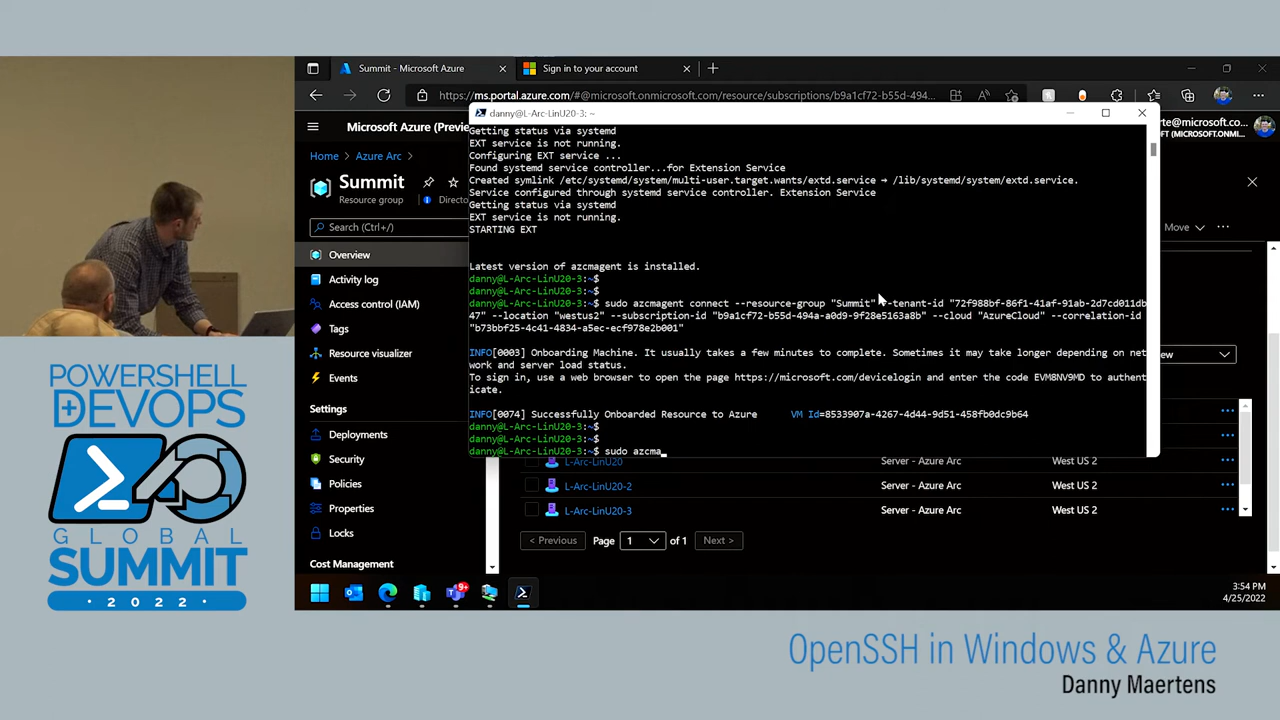 Summit - Microsoft Azure
Sign in to your account
https://ms.portal.azure.com/#@microsoft.onmicrosoft.com/resource/subscriptions/b9a1cf72-b55d-494...
danny@L-Arc-LinU20-3: ~
Microsoft Azure (Previe
MICROSOFT (MICROSOFT.ONMI...
Home > Azure Arc >
Summit
Resource group
Search (Ctrl+/)
Overview
Activity log
Access control (IAM)
Tags
Resource visualizer
Events
Settings
Deployments
Security
Policies
Properties
Locks
Cost Management
Getting status via systemd
EXT service is not running.
Configuring EXT service ...
Found systemd service controller...for Extension Service
Created symlink /etc/systemd/system/multi-user.target.wants/extd.service → /lib/systemd/system/extd.service.
Service configured through systemd service controller. Extension Service
Getting status via systemd
EXT service is not running.
STARTING EXT
Latest version of azcmagent is installed.
danny@L-Arc-LinU20-3:~$
danny@L-Arc-LinU20-3:~$
danny@L-Arc-LinU20-3:~$ sudo azcmagent connect --resource-group "Summit" --tenant-id "72f988bf-86f1-41af-91ab-2d7cd011db
47" --location "westus2" --subscription-id "b9a1cf72-b55d-494a-a0d9-9f28e5163a8b" --cloud "AzureCloud" --correlation-id
"b73bbf25-4c41-4834-a5ec-ecf978e2b001"
INFO[0003] Onboarding Machine. It usually takes a few minutes to complete. Sometimes it may take longer depending on net
work and server load status.
To sign in, use a web browser to open the page https://microsoft.com/devicelogin and enter the code EVM8NV9MD to authent
icate.
INFO[0074] Successfully Onboarded Resource to Azure VM Id=8533907a-4267-4d44-9d51-458fb0dc9b64
danny@L-Arc-LinU20-3:~$
danny@L-Arc-LinU20-3:~$
danny@L-Arc-LinU20-3:~$ sudo azcma
Move
L-Arc-LinU20 Server - Azure Arc West US 2
L-Arc-LinU20-2 Server - Azure Arc West US 2
L-Arc-LinU20-3 Server - Azure Arc West US 2
< Previous Page 1 of 1 Next >
9+
3:54 PM
4/25/2022
POWERSHELL
+DEVOPS
GLOBAL
SUMMIT
2022
OpenSSH in Windows & Azure
Danny Maertens